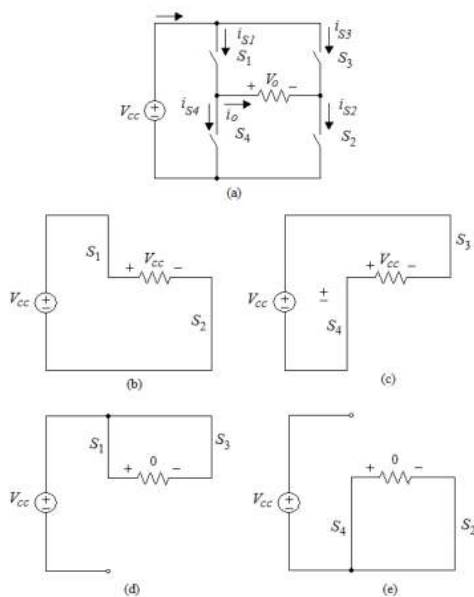 i_S1 i_S3
S_1 S_3
V_cc + V_o −
i_S4 i_o i_S2
S_4 S_2
(a)
S_1 + V_cc −
V_cc
S_2
(b)
S_3
+ V_cc −
V_cc
S_4
(c)
S_1 S_3
+ 0 −
V_cc
(d)
+ 0 −
V_cc
S_4 S_2
(e)